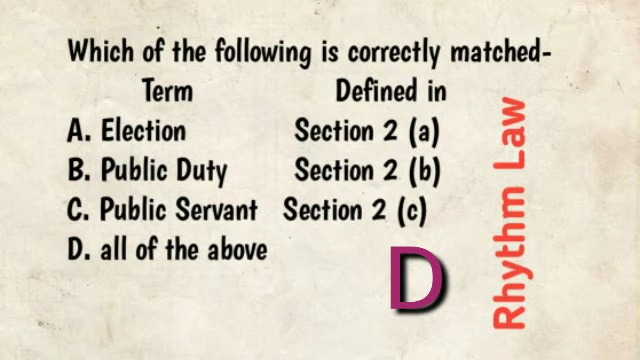 Which of the following is correctly matched-
Term Defined in
A. Election Section 2 (a)
B. Public Duty Section 2 (b)
C. Public Servant Section 2 (c)
D. all of the above
D
Rhythm Law